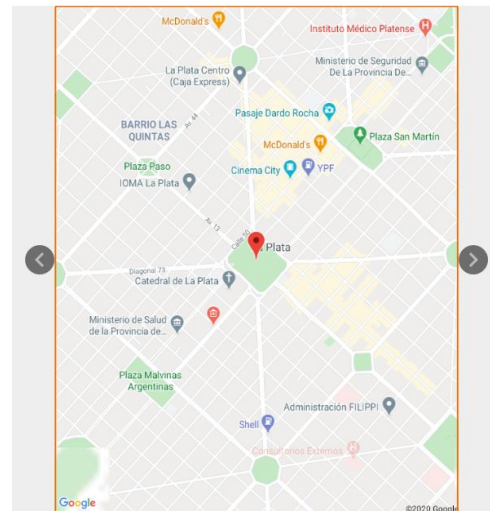 McDonald's
Instituto Médico Platense
Ministerio de Seguridad
De La Provincia De...
La Plata Centro
(Caja Express)
Av. 44
Pasaje Dardo Rocha
BARRIO LAS
QUINTAS
Plaza San Martín
McDonald's
Plaza Paso
Cinema City
YPF
IOMA La Plata
Av. 13
Calle 50
Plata
Diagonal 73
Catedral de La Plata
Ministerio de Salud
de la Provincia de...
Plaza Malvinas
Argentinas
Administración FILIPPI
Shell
Consultorios Externos
Google
©2020 Google